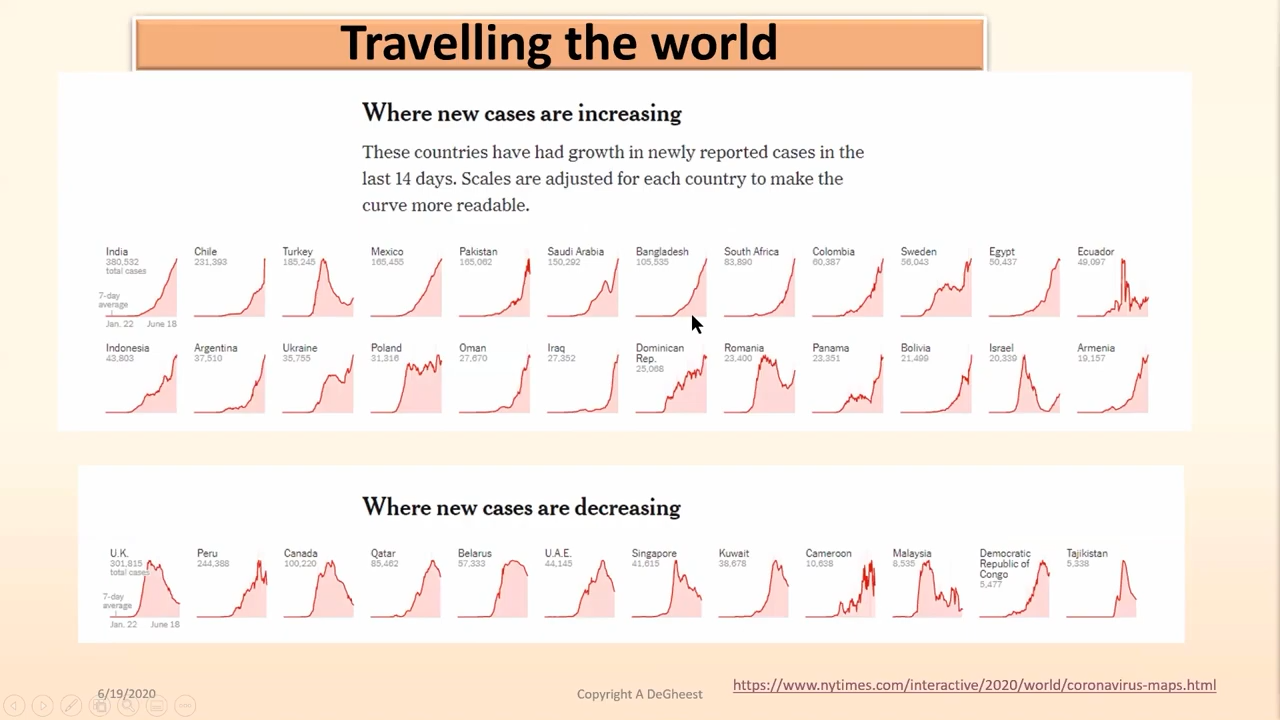 Travelling the world
Where new cases are increasing
These countries have had growth in newly reported cases in the
last 14 days. Scales are adjusted for each country to make the
curve more readable.
India Chile Turkey Mexico Pakistan Saudi Arabia Bangladesh South Africa Colombia Sweden Egypt Ecuador
380,532 231,393 185,245 165,455 165,062 150,292 105,535 83,890 60,387 56,043 50,437 49,097
total cases
7-day
average
Jan. 22 June 18
Indonesia Argentina Ukraine Poland Oman Iraq Dominican Romania Panama Bolivia Israel Armenia
43,803 37,510 35,755 31,316 27,670 27,352 Rep. 23,400 23,351 21,499 20,339 19,157
25,068
Where new cases are decreasing
U.K. Peru Canada Qatar Belarus U.A.E. Singapore Kuwait Cameroon Malaysia Democratic Tajikistan
301,815 244,388 100,220 85,462 57,333 44,145 41,615 38,678 10,638 8,535 Republic of 5,338
total cases Congo
5,477
7-day
average
Jan. 22 June 18
6/19/2020 Copyright A DeGheest https://www.nytimes.com/interactive/2020/world/coronavirus-maps.html